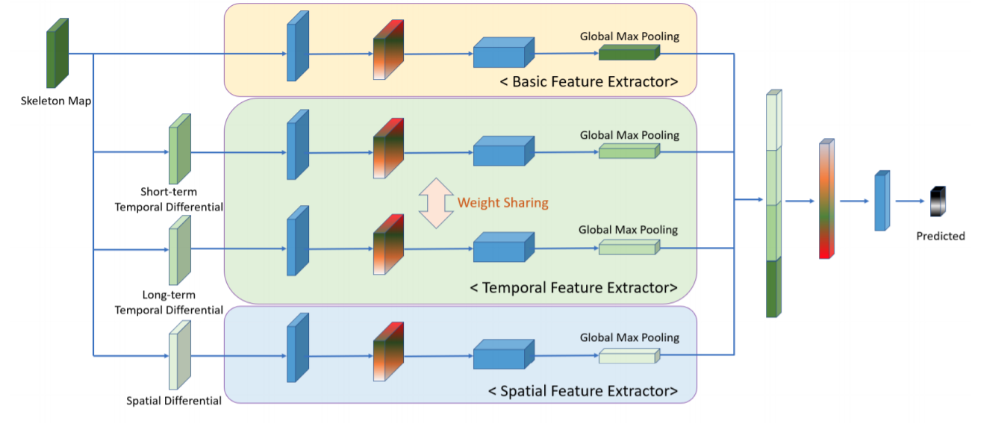 Global Max Pooling
< Basic Feature Extractor>
Skeleton Map
Global Max Pooling
Short-term
Temporal Differential
Weight Sharing
Global Max Pooling
< Temporal Feature Extractor>
Long-term
Temporal Differential
Predicted
Global Max Pooling
< Spatial Feature Extractor>
Spatial Differential